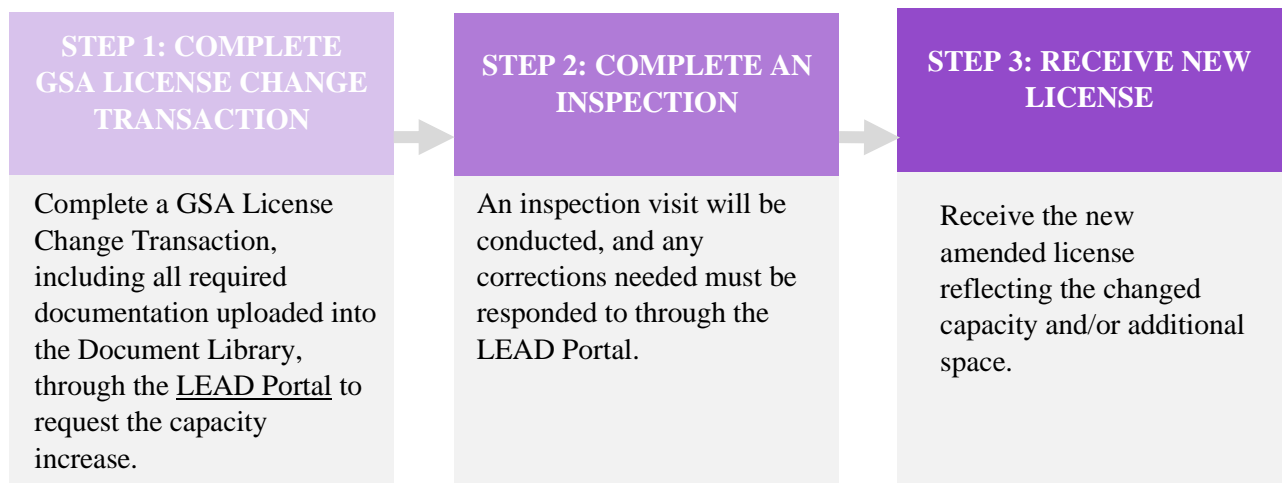 STEP 1: COMPLETE
GSA LICENSE CHANGE
TRANSACTION
Complete a GSA License
Change Transaction,
including all required
documentation uploaded into
the Document Library,
through the LEAD Portal to
request the capacity
increase.
STEP 2: COMPLETE AN
INSPECTION
An inspection visit will be
conducted, and any
corrections needed must be
responded to through the
LEAD Portal.
STEP 3: RECEIVE NEW
LICENSE
Receive the new
amended license
reflecting the changed
capacity and/or additional
space.